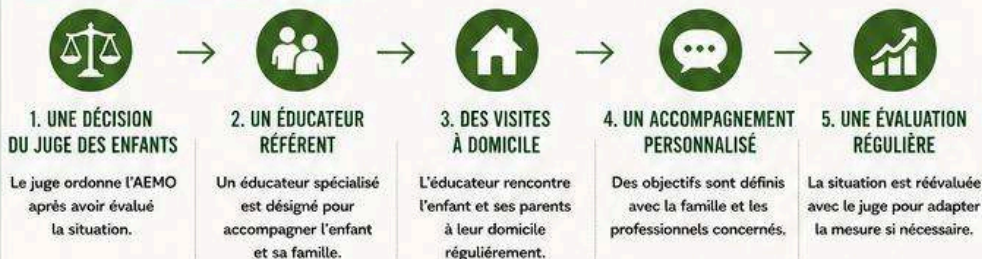 1. UNE DÉCISION
DU JUGE DES ENFANTS
Le juge ordonne l'AEMO
après avoir évalué
la situation.
2. UN ÉDUCATEUR
RÉFÉRENT
Un éducateur spécialisé
est désigné pour
accompagner l'enfant
et sa famille.
3. DES VISITES
À DOMICILE
L'éducateur rencontre
l'enfant et ses parents
à leur domicile
réguliérement.
4. UN ACCOMPAGNEMENT
PERSONNALISÉ
Des objectifs sont définis
avec la famille et les
professionnels concernés.
5. UNE ÉVALUATION
RÉGULIÈRE
La situation est réévaluée
avec le juge pour adapter
la mesure si nécessaire.